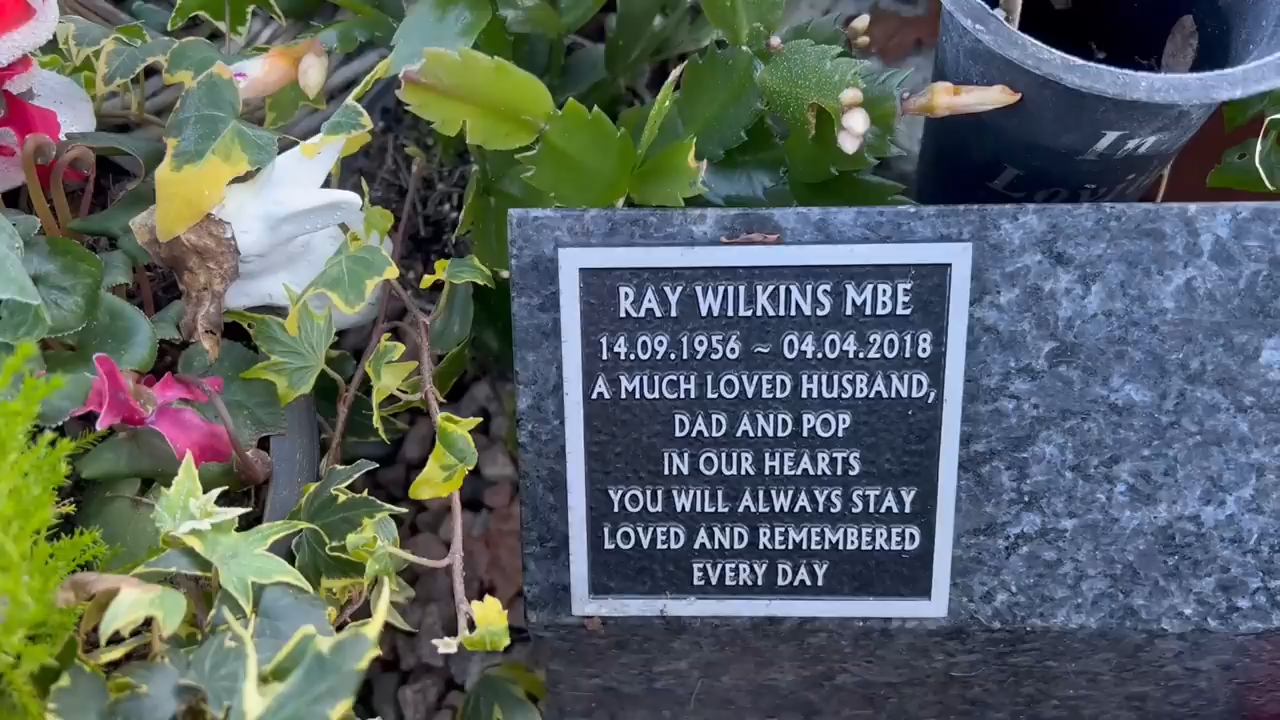 In
RAY WILKINS MBE
14.09.1956 ~ 04.04.2018
A MUCH LOVED HUSBAND,
DAD AND POP
IN OUR HEARTS
YOU WILL ALWAYS STAY
LOVED AND REMEMBERED
EVERY DAY